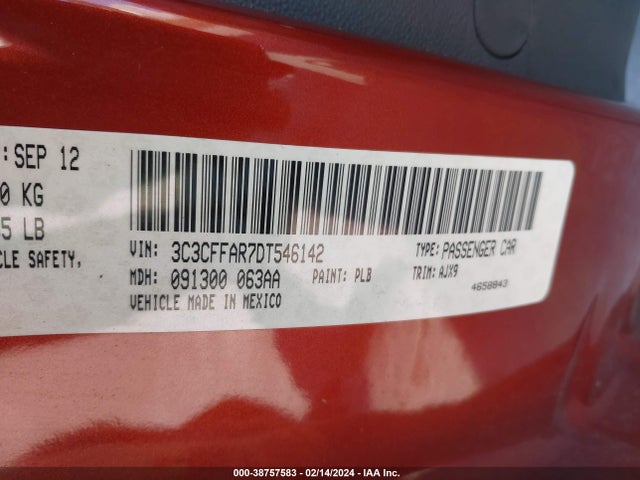 : SEP 12
0 KG
5 LB
CLE SAFETY,
VIN: 3C3CFFAR7DT546142 TYPE: PASSENGER CAR
MDH: 091300 063AA PAINT: PLB TRIM: AJX9
VEHICLE MADE IN MEXICO 4658843
000-38757583 - 02/14/2024 - IAA Inc.